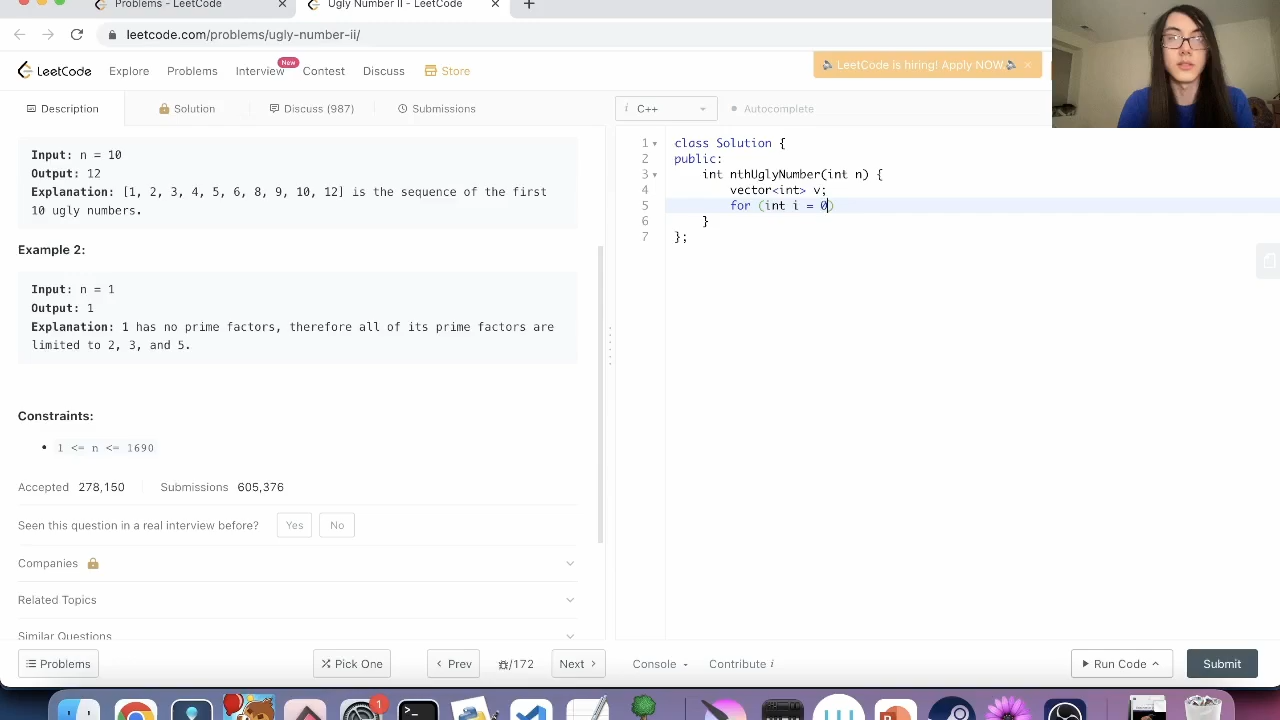 Problems - LeetCode
Ugly Number II - LeetCode
leetcode.com/problems/ugly-number-ii/
LeetCode Explore Problems Interview New Contest Discuss Store
LeetCode is hiring! Apply NOW.
Description Solution Discuss (987) Submissions
Input: n = 10
Output: 12
Explanation: [1, 2, 3, 4, 5, 6, 8, 9, 10, 12] is the sequence of the first
10 ugly numbers.
Example 2:
Input: n = 1
Output: 1
Explanation: 1 has no prime factors, therefore all of its prime factors are
limited to 2, 3, and 5.
Constraints:
1 <= n <= 1690
Accepted 278,150 Submissions 605,376
Seen this question in a real interview before? Yes No
Companies
Related Topics
Similar Questions
Problems Pick One Prev /172 Next
i C++ Autocomplete
1 class Solution {
2 public:
3 int nthUglyNumber(int n) {
4 vector<int> v;
5 for (int i = 0)
6 }
7 };
Console Contribute i Run Code Submit
1